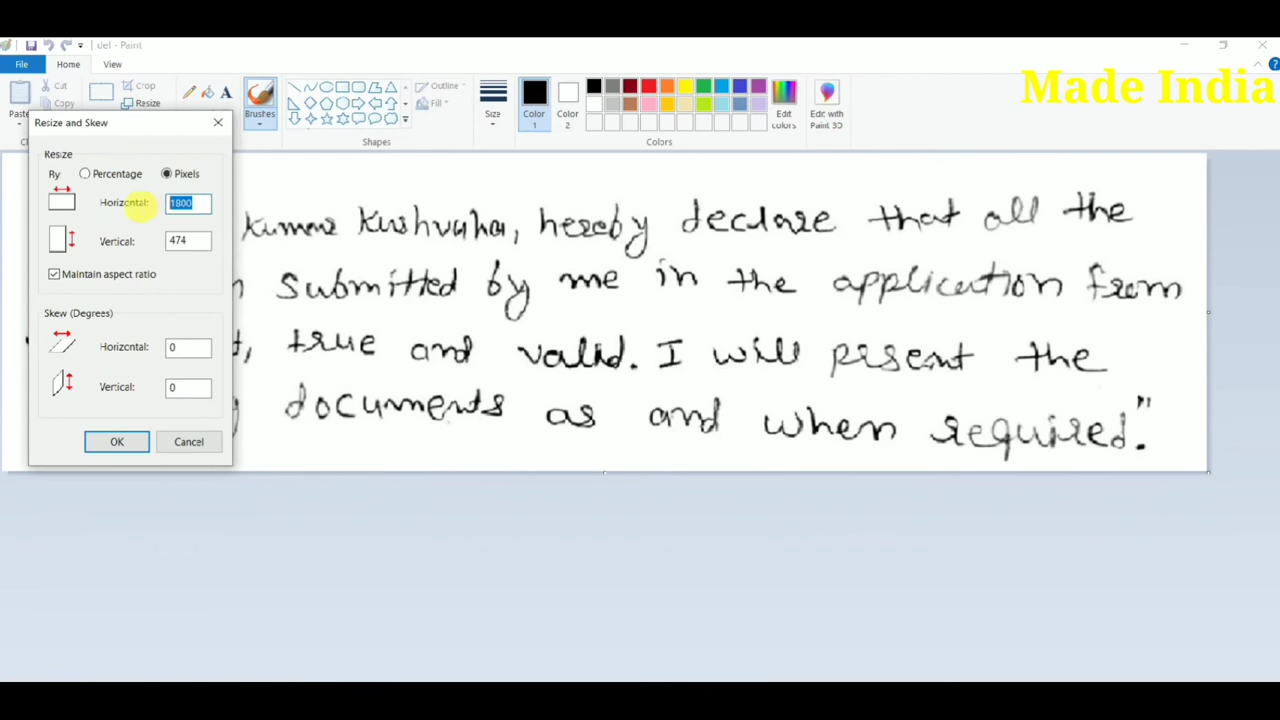 del - Paint
Made India
File Home View
Cut Crop Outline
Paste Copy Resize Brushes Fill Size Color 1 Color 2 Edit colors Edit with Paint 3D
Shapes Colors
Resize and Skew
Resize
By Percentage Pixels
Horizontal: 1800
Vertical: 474
Maintain aspect ratio
Skew (Degrees)
Horizontal: 0
Vertical: 0
OK Cancel
kumar Kushvaha, hereby declare that all the
n submitted by me in the application from
t, true and valid. I will present the
g documents as and when required."